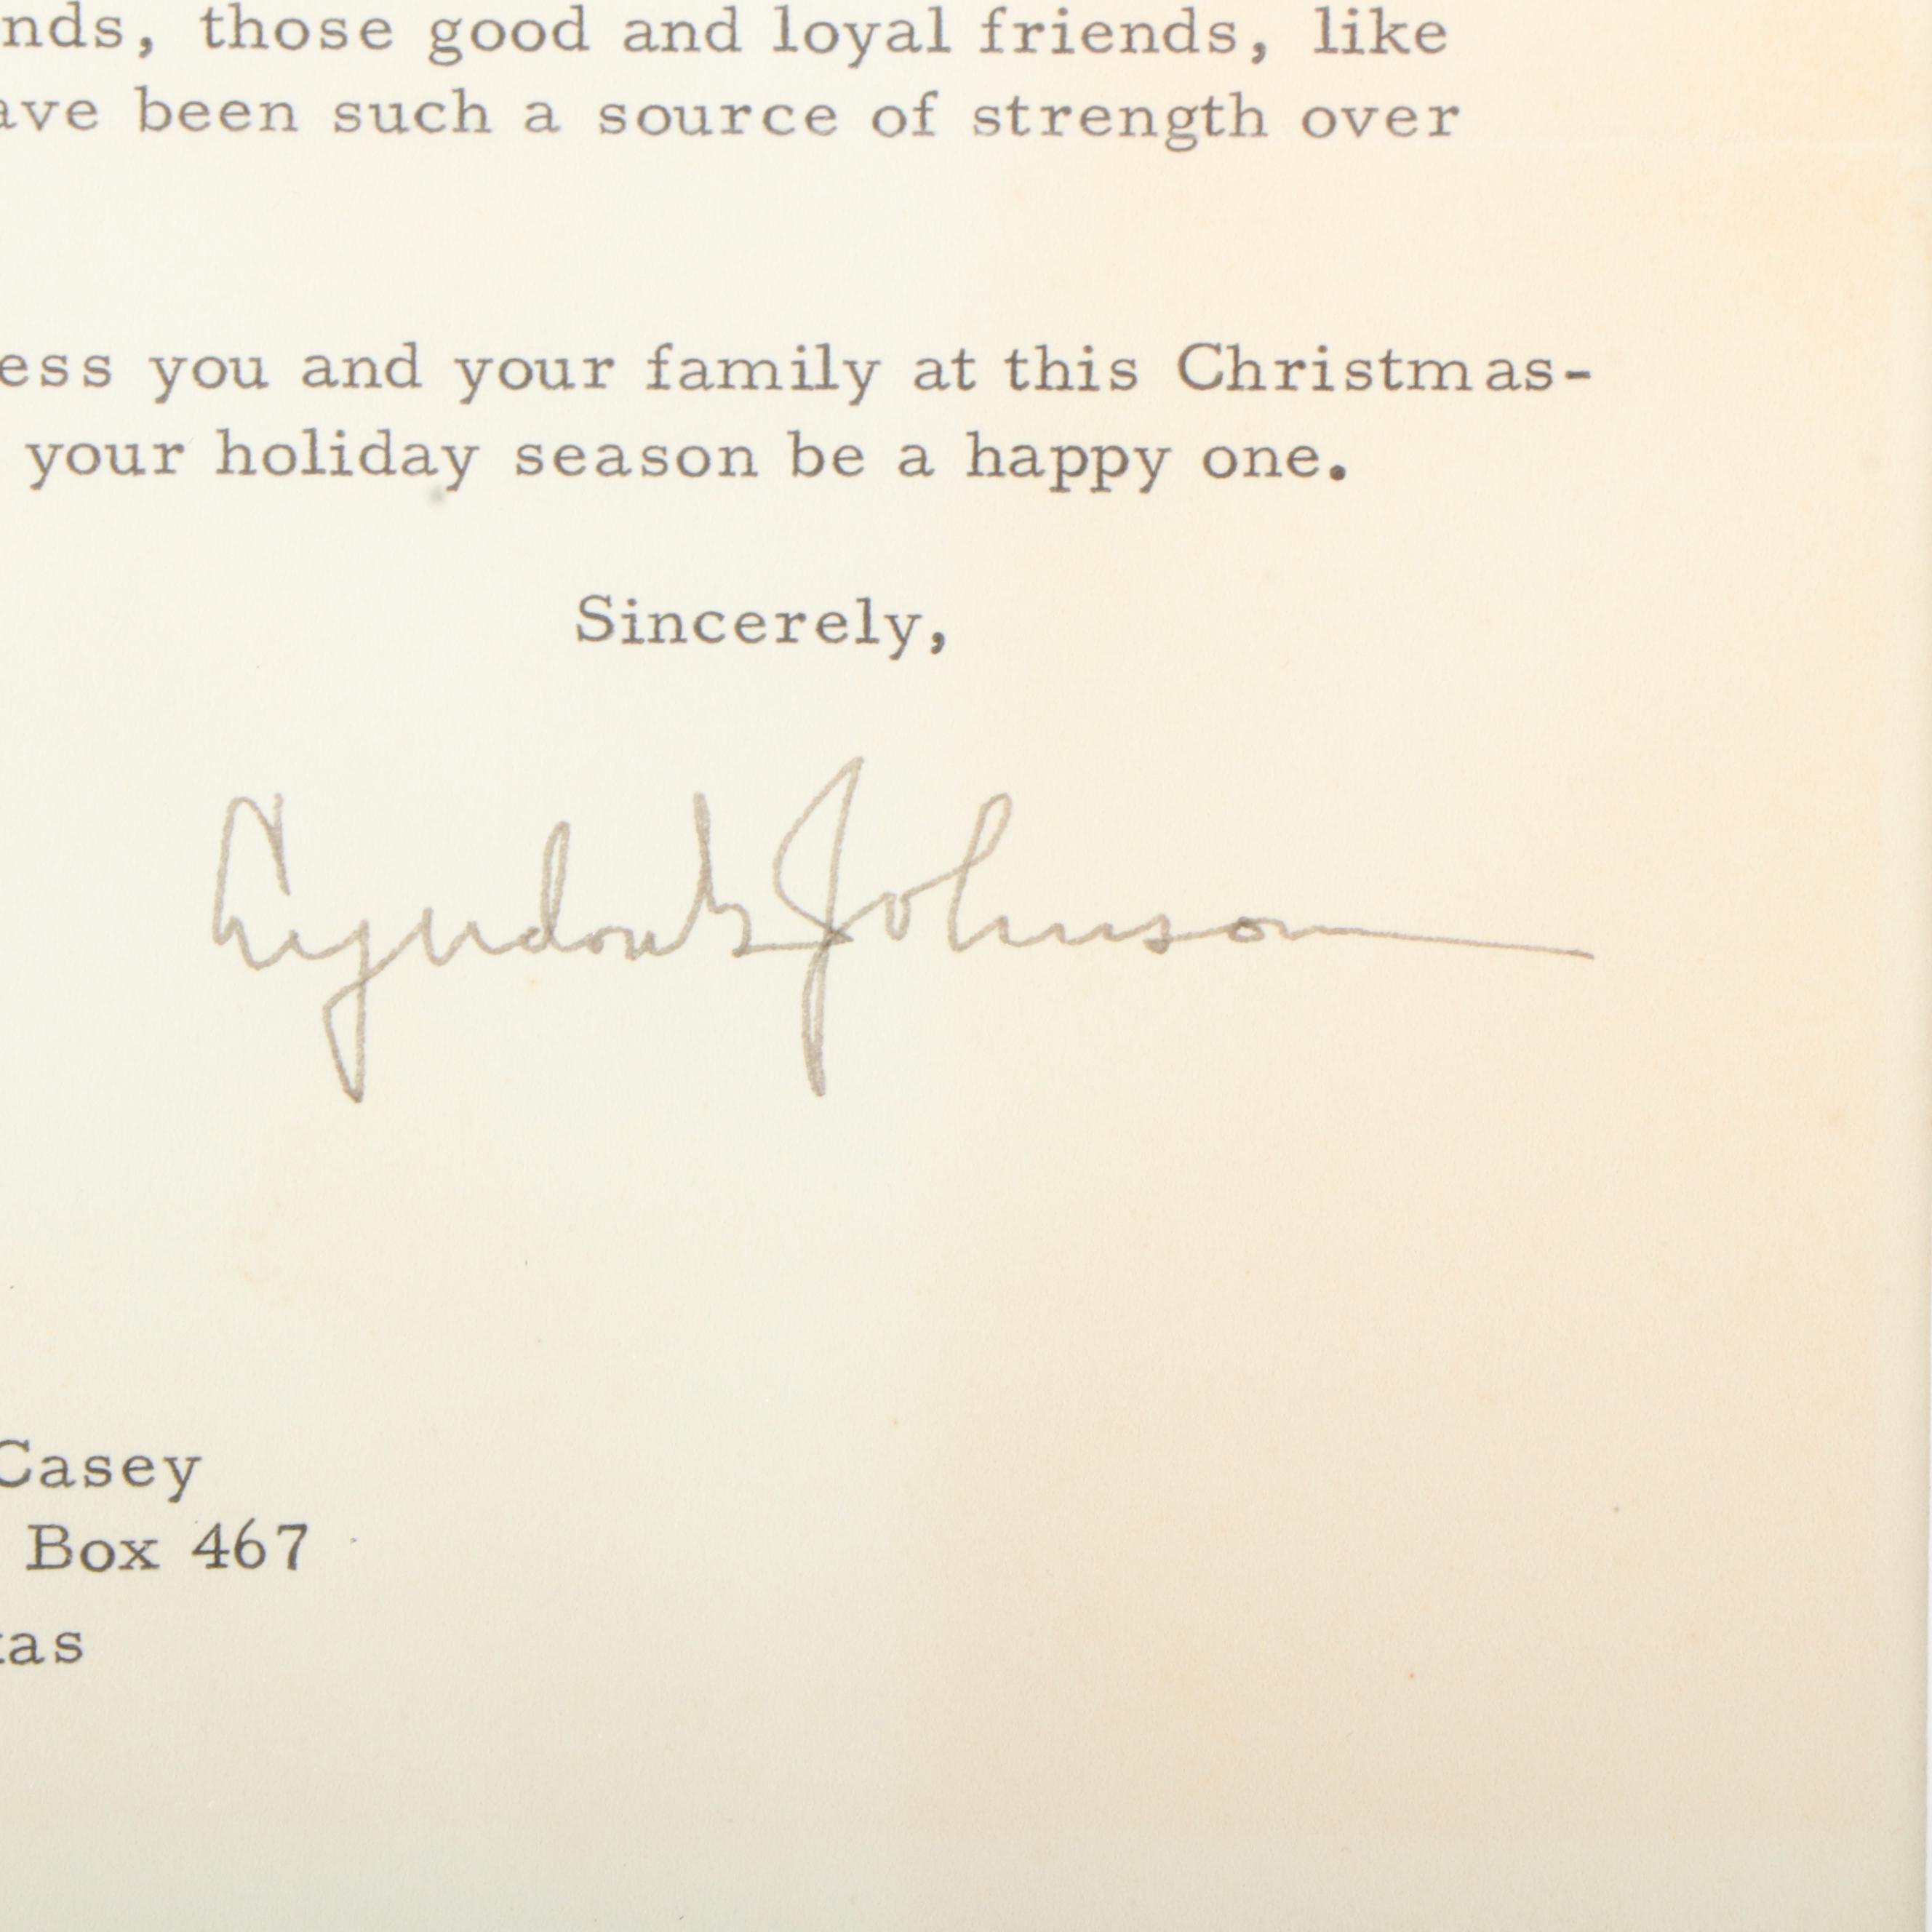 nds, those good and loyal friends, like
ave been such a source of strength over
ess you and your family at this Christmas-
your holiday season be a happy one.
Sincerely,
Lyndon B Johnson
Casey
Box 467
as